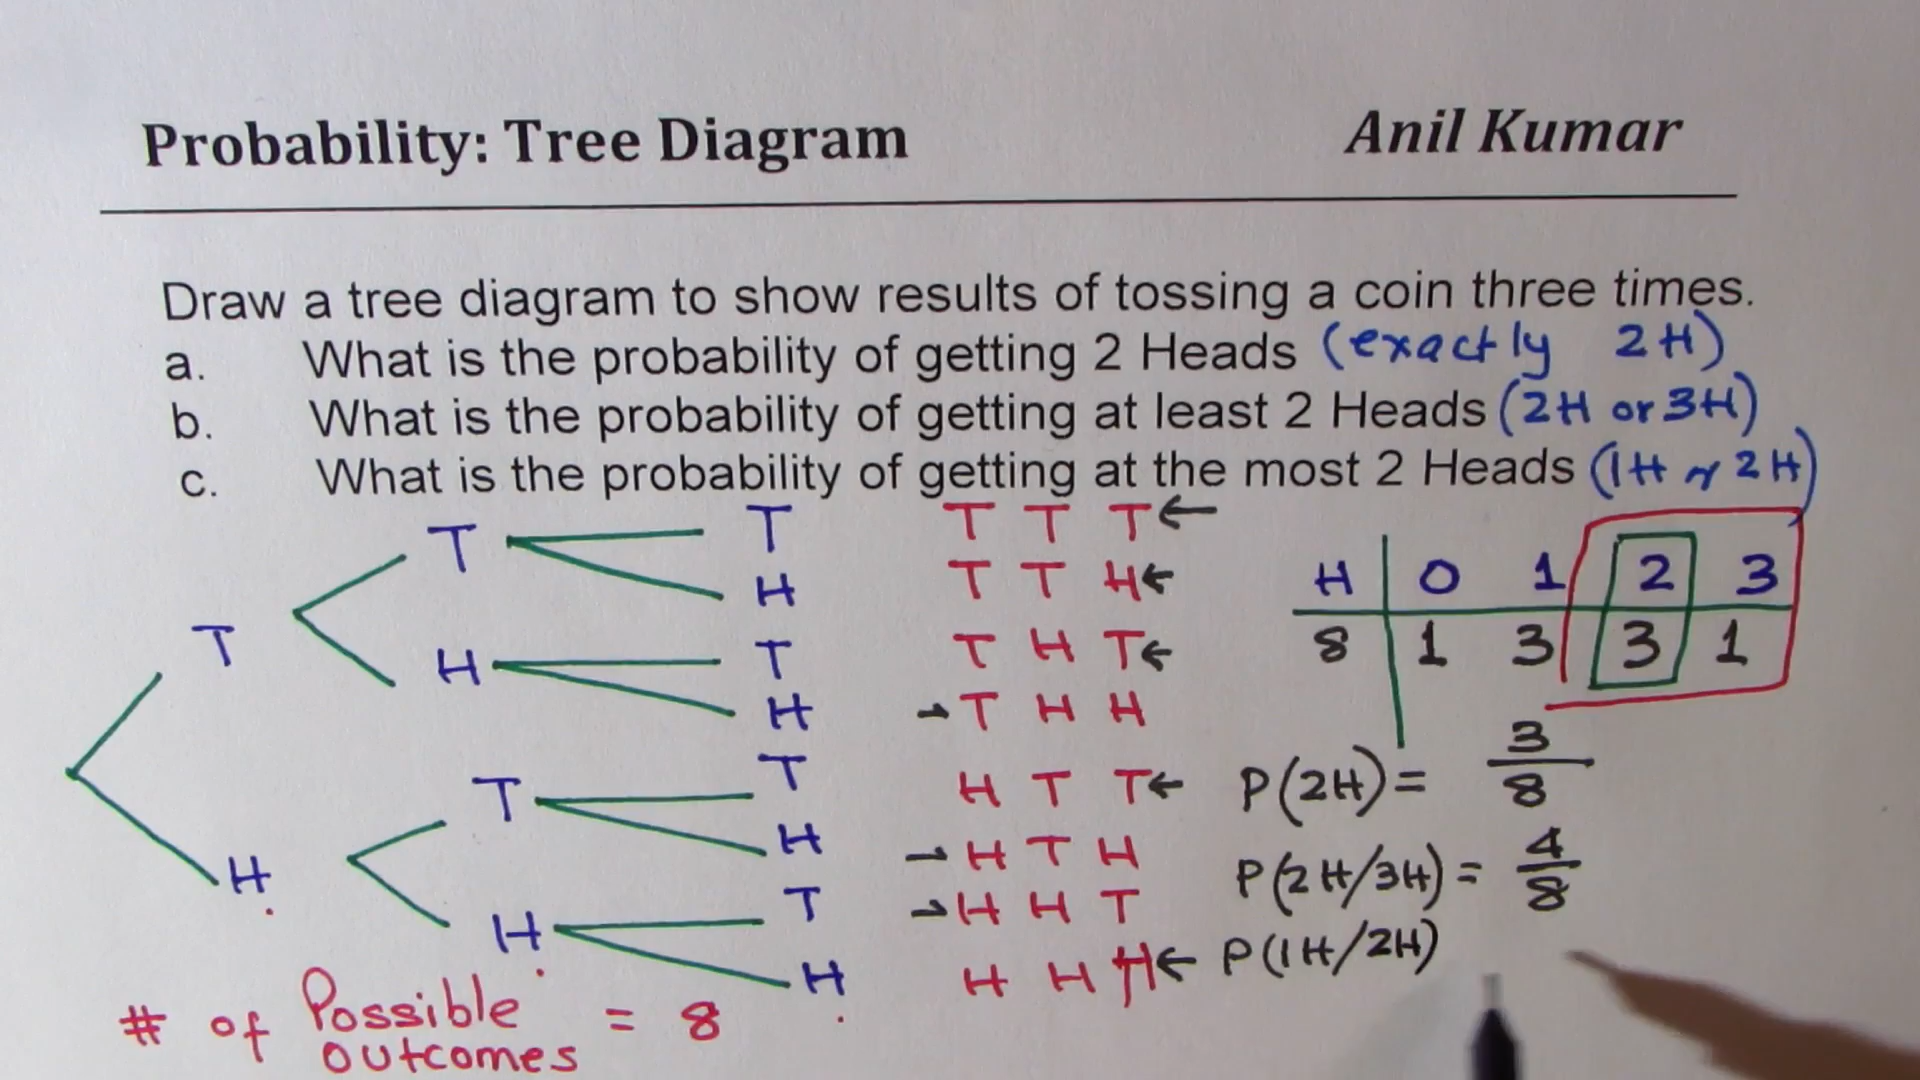 Probability: Tree Diagram Anil Kumar
Draw a tree diagram to show results of tossing a coin three times.
a. What is the probability of getting 2 Heads (exactly 2H)
b. What is the probability of getting at least 2 Heads (2H or 3H)
c. What is the probability of getting at the most 2 Heads (1H or 2H)
T T T T T
H T T H
H 0 1 2 3
T H T T H T
8 1 3 3 1
H T H H
T T H T T
P(2H) = 3/8
H H T H
P(2H/3H) = 4/8
H H T H H T
H H H H
P(1H/2H)
# of Possible = 8
outcomes